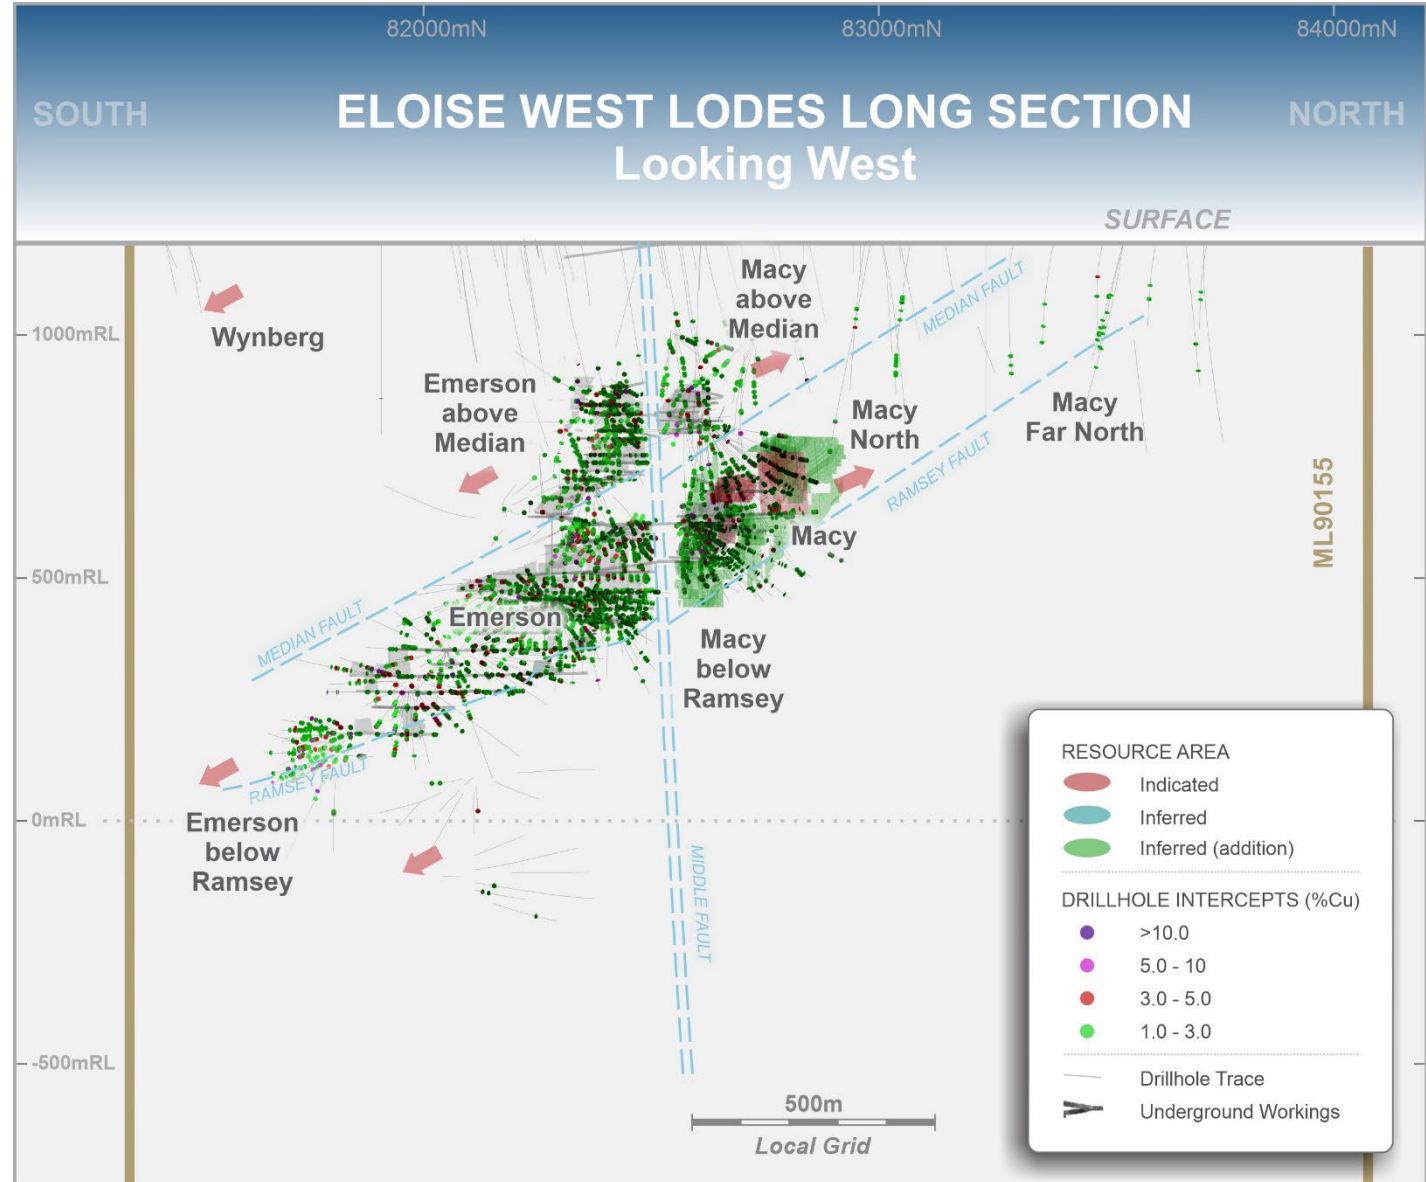 82000mN
83000mN
84000mN
SOUTH
ELOISE WEST LODES LONG SECTION
NORTH
Looking West
SURFACE
Macy
above
Median
MEDIAN FAULT
1000mRL
Wynberg
Emerson
above
Median
Macy
North
Macy
Far North
RAMSEY FAULT
ML90155
Macy
500mRL
Emerson
MEDIAN FAULT
Macy
below
Ramsey
RAMSEY FAULT
0mRL
Emerson
below
Ramsey
MIDDLE FAULT
-500mRL
500m
Local Grid
RESOURCE AREA
Indicated
Inferred
Inferred (addition)
DRILLHOLE INTERCEPTS (%Cu)
>10.0
5.0 - 10
3.0 - 5.0
1.0 - 3.0
Drillhole Trace
Underground Workings